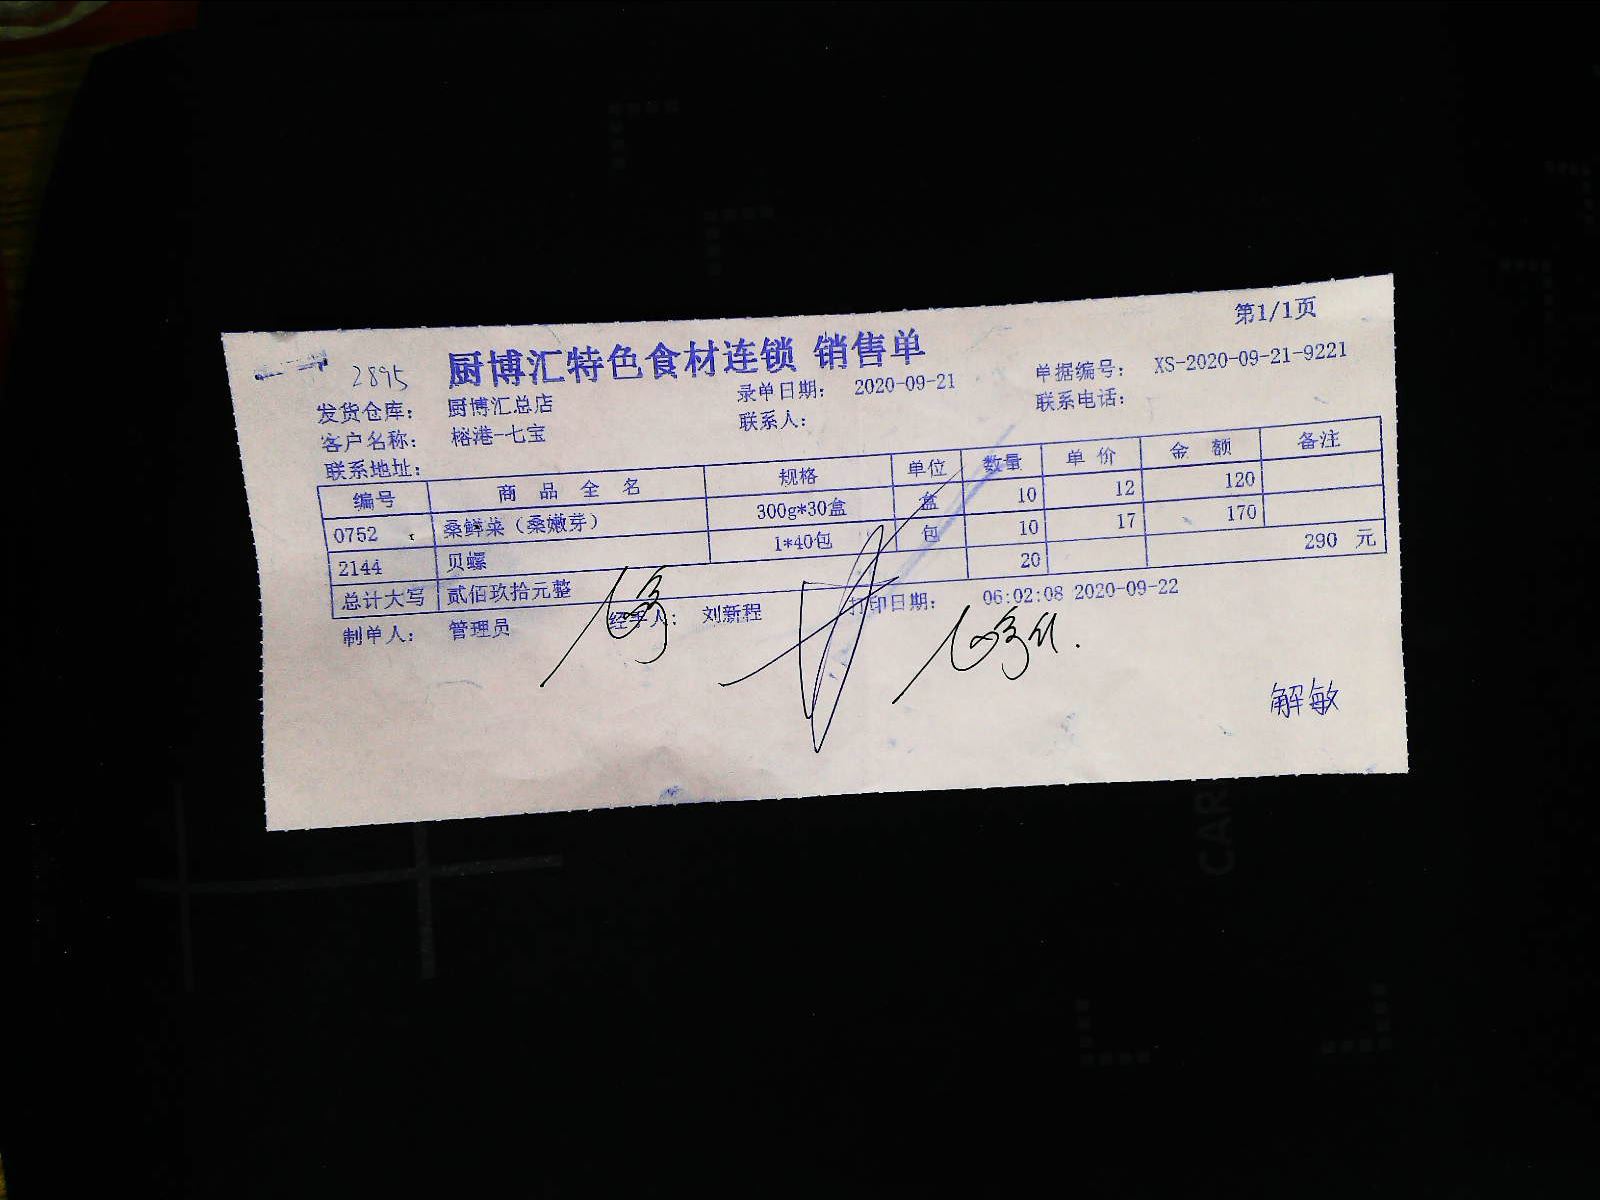 第1/1页
厨博汇特色食材连锁 销售单
2895
录单日期: 2020-09-21 单据编号: XS-2020-09-21-9221
发货仓库: 厨博汇总店 联系人: 联系电话:
客户名称: 榕港-七宝
联系地址:
编号 商品全名 规格 单位 数量 单价 金额 备注
0752 桑鲜菜（桑嫩芽） 300g*30盒 盒 10 12 120
2144 贝螺 1*40包 包 10 17 170
总计大写 贰佰玖拾元整 20 290 元
制单人: 管理员 经手人: 刘新程 打印日期: 06:02:08 2020-09-22
解敏
CAR